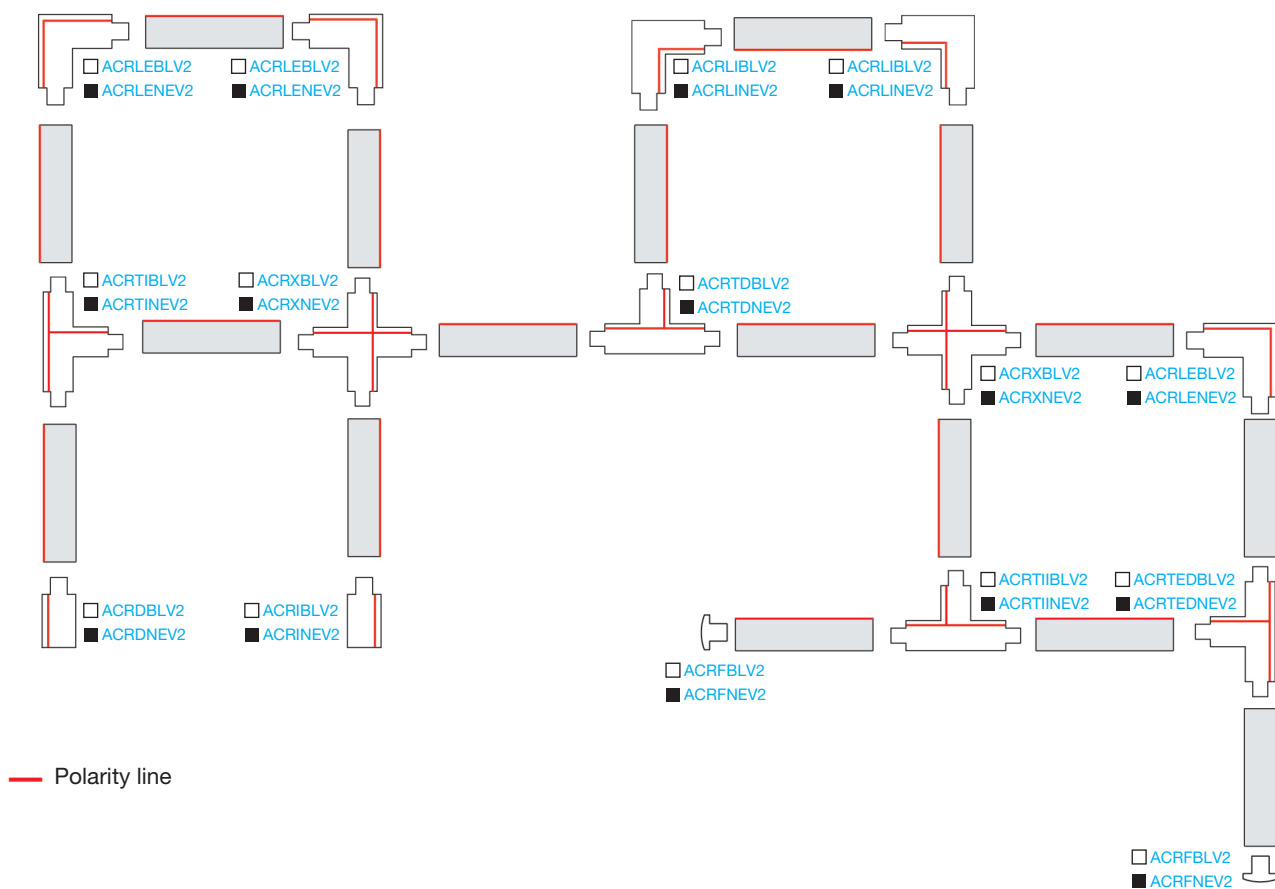 ACRLEBLV2
ACRLENEV2
ACRLEBLV2
ACRLENEV2
ACRLIBLV2
ACRLINEV2
ACRLIBLV2
ACRLINEV2
ACRTIBLV2
ACRTINEV2
ACRXBLV2
ACRXNEV2
ACRTDBLV2
ACRTDNEV2
ACRXBLV2
ACRXNEV2
ACRLEBLV2
ACRLENEV2
ACRDBLV2
ACRDNEV2
ACRIBLV2
ACRINEV2
ACRTIIBLV2
ACRTIINEV2
ACRTEDBLV2
ACRTEDNEV2
ACRFBLV2
ACRFNEV2
Polarity line
ACRFBLV2
ACRFNEV2